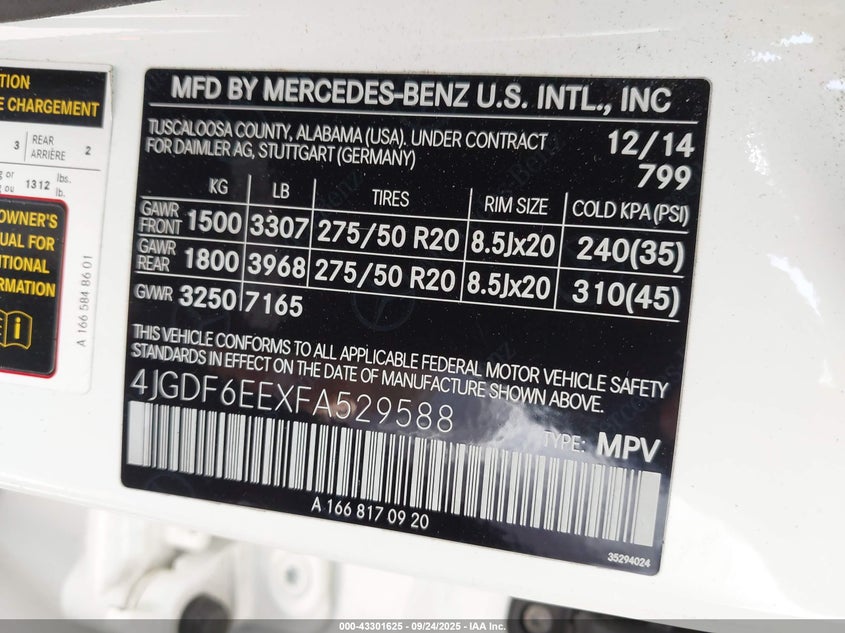 TION
E CHARGEMENT
3 REAR ARRIÈRE 2
g or
ou 1312 lbs.
lb.
OWNER'S
UAL FOR
ITIONAL
ORMATION
A 166 584 86 01
MFD BY MERCEDES-BENZ U.S. INTL., INC
TUSCALOOSA COUNTY, ALABAMA (USA). UNDER CONTRACT
FOR DAIMLER AG, STUTTGART (GERMANY)
12/14
799
KG LB TIRES RIM SIZE COLD KPA (PSI)
GAWR FRONT 1500 3307 275/50 R20 8.5Jx20 240(35)
GAWR REAR 1800 3968 275/50 R20 8.5Jx20 310(45)
GVWR 3250 7165
THIS VEHICLE CONFORMS TO ALL APPLICABLE FEDERAL MOTOR VEHICLE SAFETY
STANDARDS IN EFFECT ON THE DATE OF MANUFACTURE SHOWN ABOVE.
4JGDF6EEXFA529588
TYPE: MPV
A 166 817 09 20
35294024
000-43301625 - 09/24/2025 - IAA Inc.